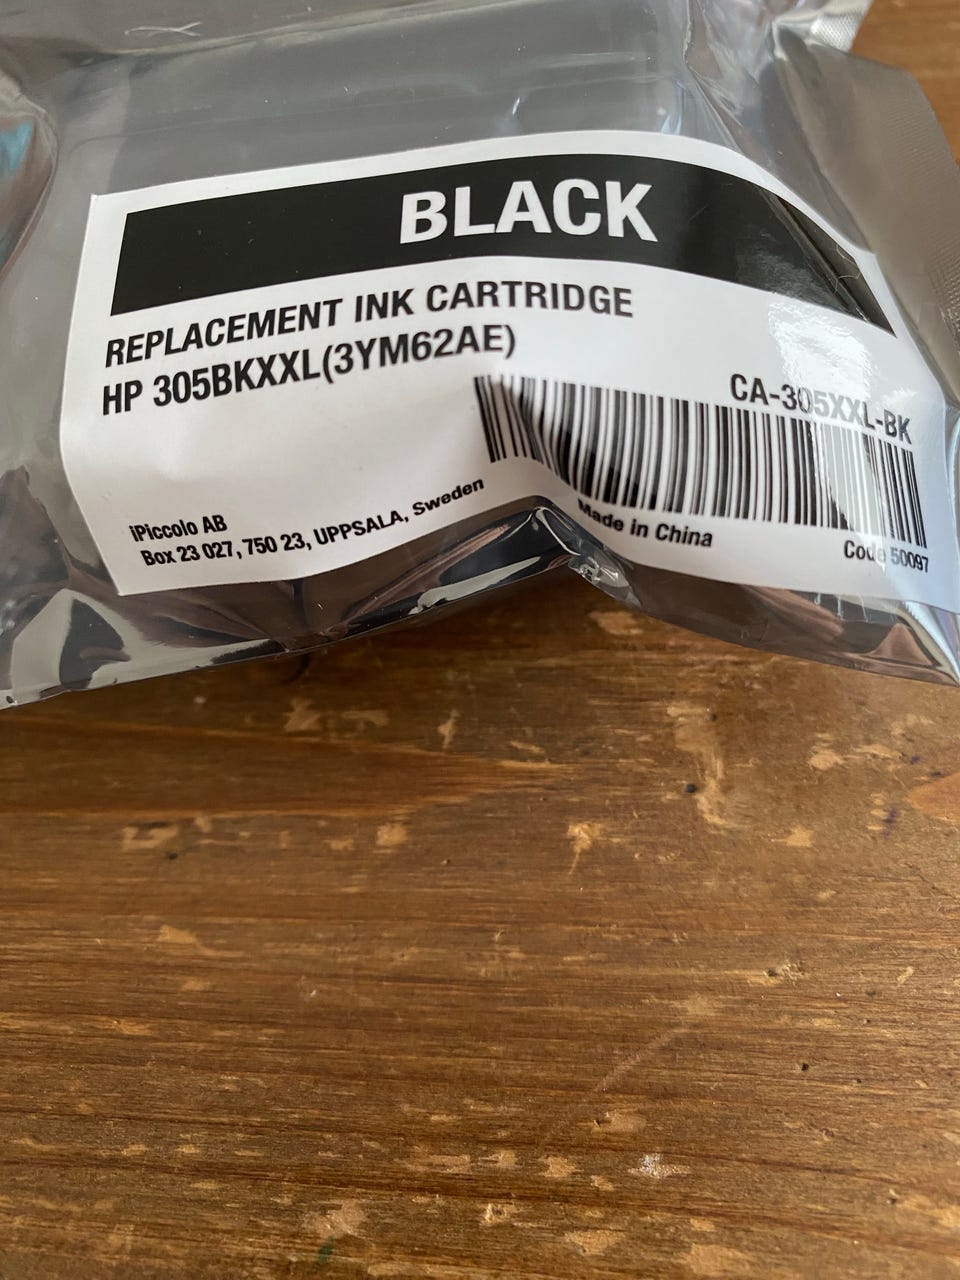 BLACK
REPLACEMENT INK CARTRIDGE
HP 305BKXXL(3YM62AE)
CA-305XXL-BK
iPiccolo AB
Box 23 027, 750 23, UPPSALA, Sweden
Made in China
Code 50097